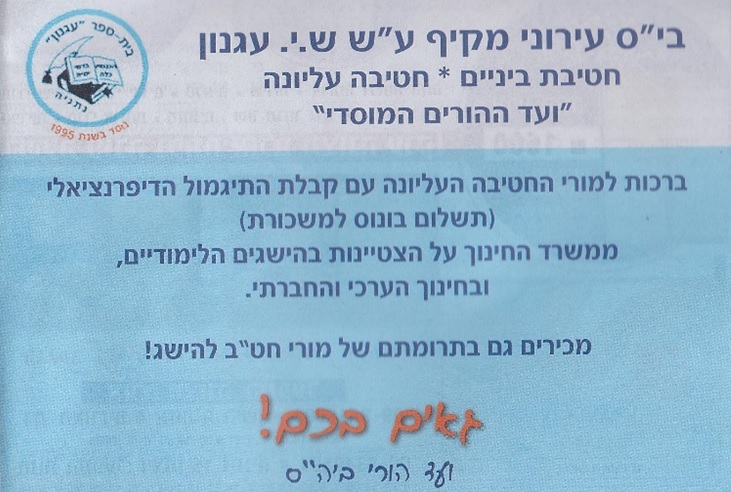 בית-ספר "עגנון"
נתניה
נוסד בשנת 1995
בי"ס עירוני מקיף ע"ש ש.י. עגנון
חטיבת ביניים * חטיבה עליונה
"ועד ההורים המוסדי"
ברכות למורי החטיבה העליונה עם קבלת התיגמול הדיפרנציאלי
(תשלום בונוס למשכורת)
ממשרד החינוך על הצטיינות בהישגים הלימודיים,
ובחינוך הערכי והחברתי.
מכירים גם בתרומתם של מורי חט"ב להישג!
גאים בכם!
ועד הורי ביה"ס